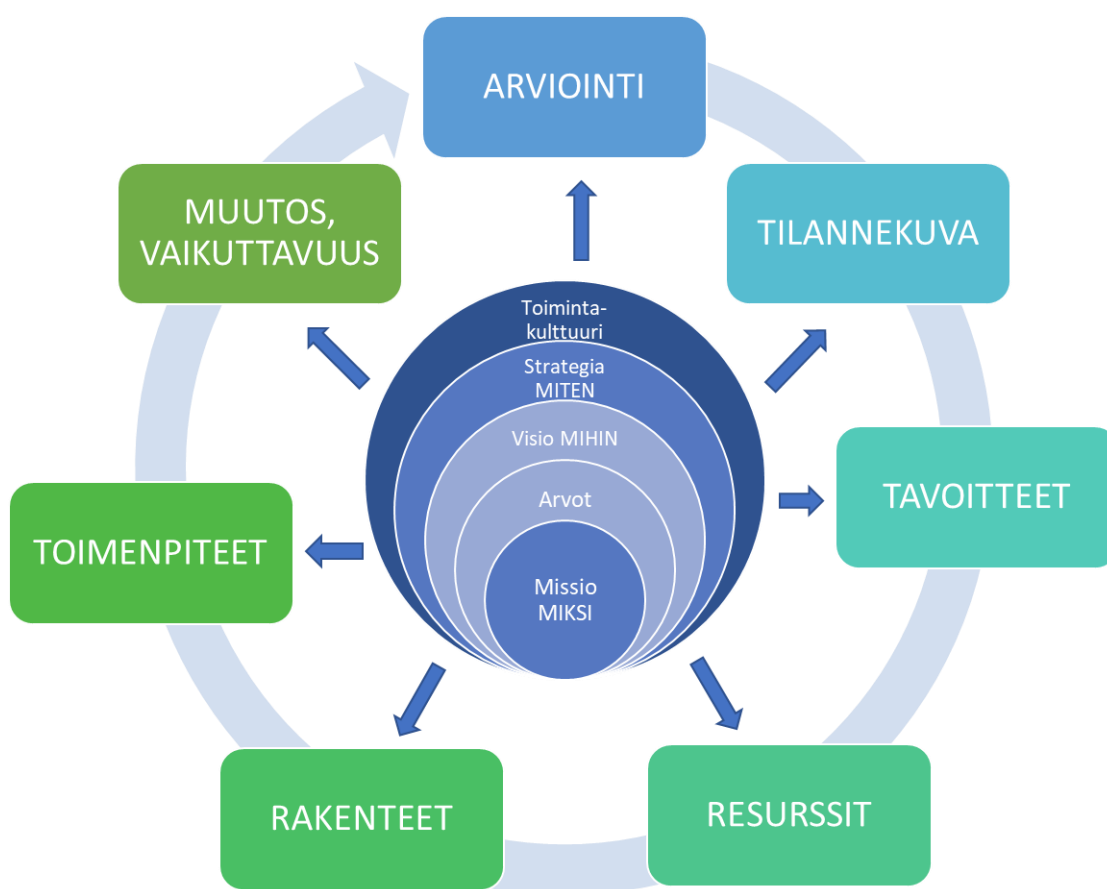 ARVIOINTI
TILANNEKUVA
TAVOITTEET
RESURSSIT
RAKENTEET
TOIMENPITEET
MUUTOS,
VAIKUTTAVUUS
Toiminta-
kulttuuri
Strategia
MITEN
Visio MIHIN
Arvot
Missio
MIKSI